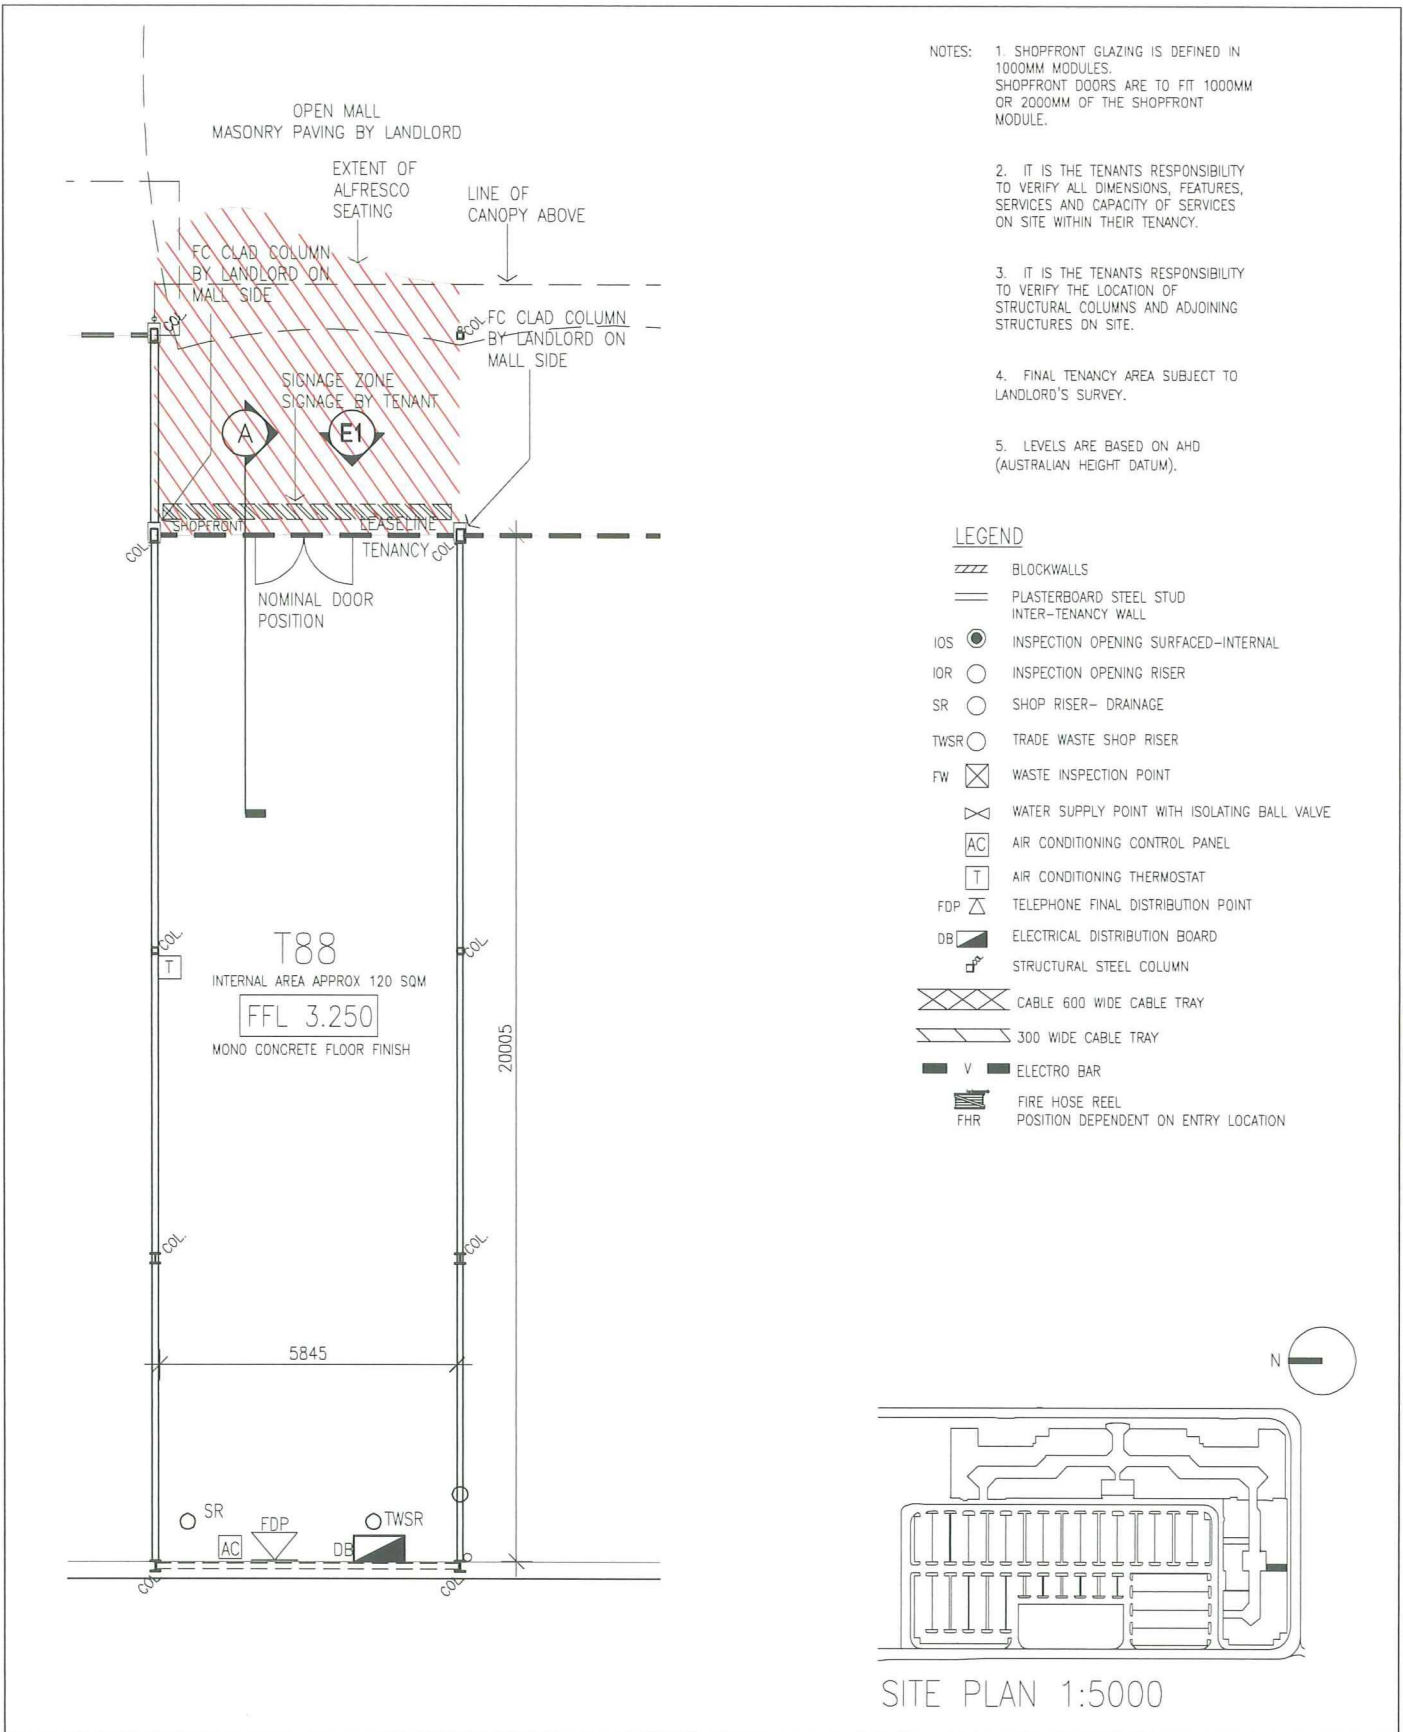 OPEN MALL
MASONRY PAVING BY LANDLORD
EXTENT OF
ALFRESCO
SEATING
LINE OF
CANOPY ABOVE
FC CLAD COLUMN
BY LANDLORD ON
MALL SIDE
COL.
COL.
FC CLAD COLUMN
BY LANDLORD ON
MALL SIDE
SIGNAGE ZONE
SIGNAGE BY TENANT
A
E1
SHOPFRONT
LEASELINE
TENANCY
COL.
COL.
NOMINAL DOOR
POSITION
COL.
COL.
T
T88
INTERNAL AREA APPROX 120 SQM
FFL 3.250
MONO CONCRETE FLOOR FINISH
20005
COL.
COL.
5845
SR
FDP
TWSR
AC
DB
COL.
COL.
NOTES:
1. SHOPFRONT GLAZING IS DEFINED IN
1000MM MODULES.
SHOPFRONT DOORS ARE TO FIT 1000MM
OR 2000MM OF THE SHOPFRONT
MODULE.
2. IT IS THE TENANTS RESPONSIBILITY
TO VERIFY ALL DIMENSIONS, FEATURES,
SERVICES AND CAPACITY OF SERVICES
ON SITE WITHIN THEIR TENANCY.
3. IT IS THE TENANTS RESPONSIBILITY
TO VERIFY THE LOCATION OF
STRUCTURAL COLUMNS AND ADJOINING
STRUCTURES ON SITE.
4. FINAL TENANCY AREA SUBJECT TO
LANDLORD'S SURVEY.
5. LEVELS ARE BASED ON AHD
(AUSTRALIAN HEIGHT DATUM).
LEGEND
BLOCKWALLS
PLASTERBOARD STEEL STUD
INTER-TENANCY WALL
IOS INSPECTION OPENING SURFACED-INTERNAL
IOR INSPECTION OPENING RISER
SR SHOP RISER- DRAINAGE
TWSR TRADE WASTE SHOP RISER
FW WASTE INSPECTION POINT
WATER SUPPLY POINT WITH ISOLATING BALL VALVE
AC AIR CONDITIONING CONTROL PANEL
T AIR CONDITIONING THERMOSTAT
FDP TELEPHONE FINAL DISTRIBUTION POINT
DB ELECTRICAL DISTRIBUTION BOARD
STRUCTURAL STEEL COLUMN
CABLE 600 WIDE CABLE TRAY
300 WIDE CABLE TRAY
V ELECTRO BAR
FIRE HOSE REEL
FHR POSITION DEPENDENT ON ENTRY LOCATION
N
SITE PLAN 1:5000